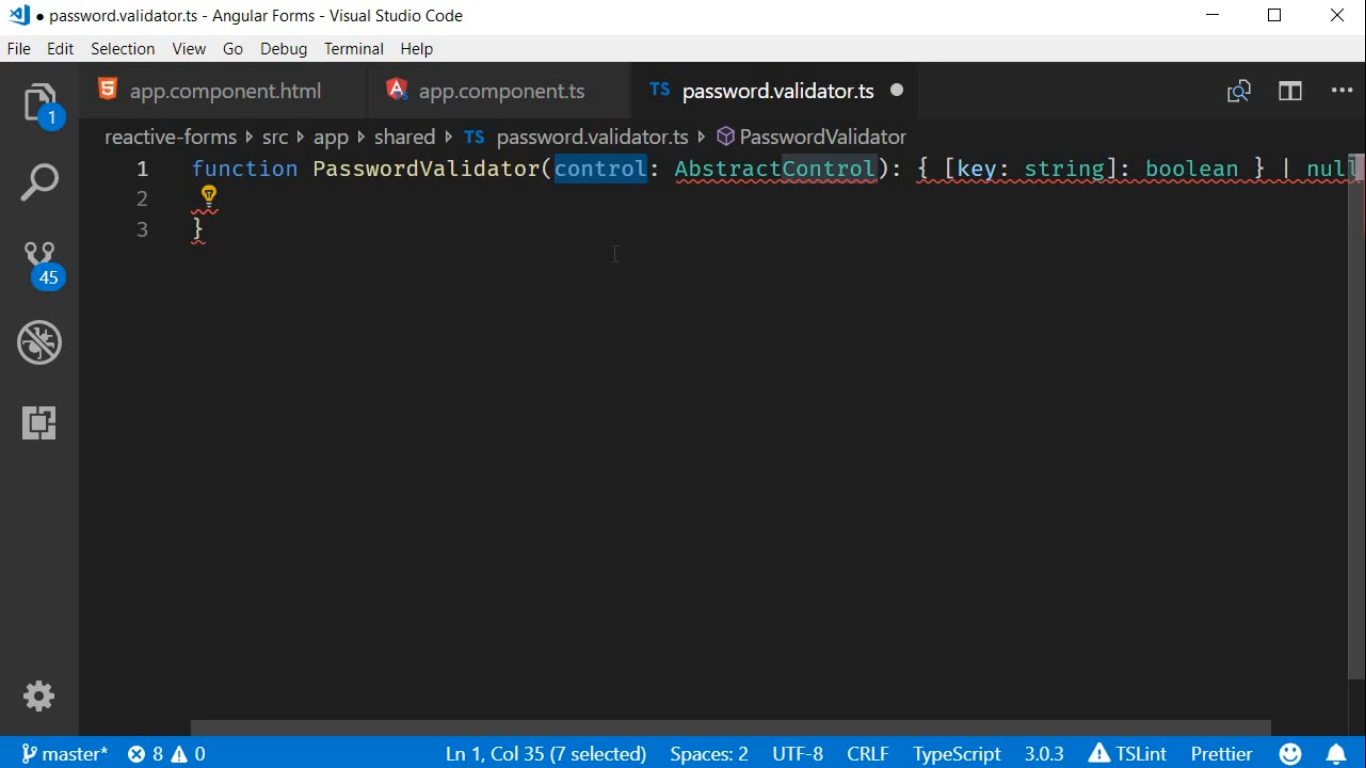 password.validator.ts - Angular Forms - Visual Studio Code
File Edit Selection View Go Debug Terminal Help
1
app.component.html app.component.ts TS password.validator.ts
reactive-forms src app shared TS password.validator.ts PasswordValidator
1 function PasswordValidator(control: AbstractControl): { [key: string]: boolean } | null
2
3 }
45
master* 8 0 Ln 1, Col 35 (7 selected) Spaces: 2 UTF-8 CRLF TypeScript 3.0.3 TSLint Prettier